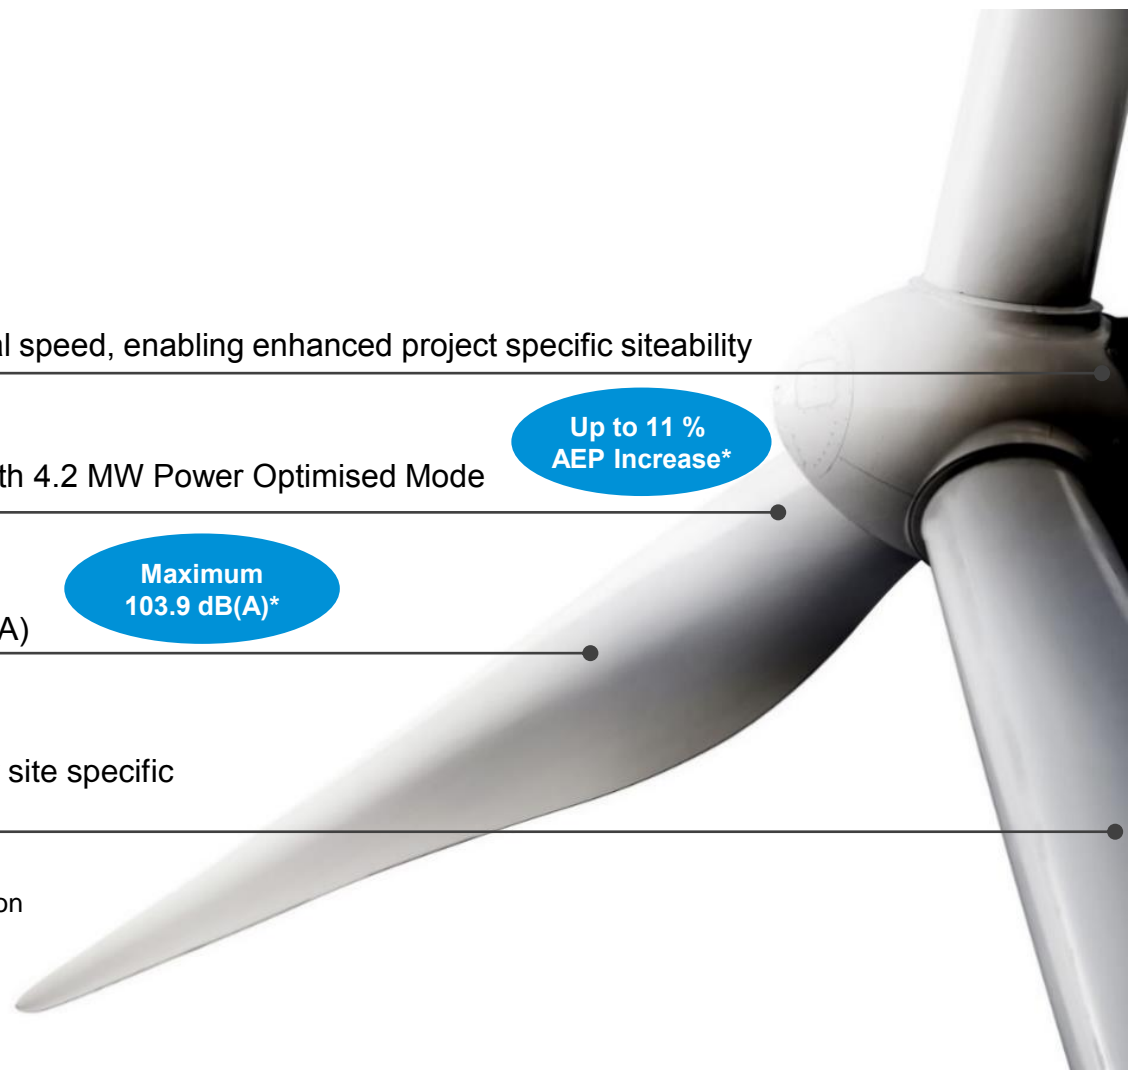 al speed, enabling enhanced project specific siteability
Up to 11 %
AEP Increase*
th 4.2 MW Power Optimised Mode
Maximum
103.9 dB(A)*
A)
site specific
on